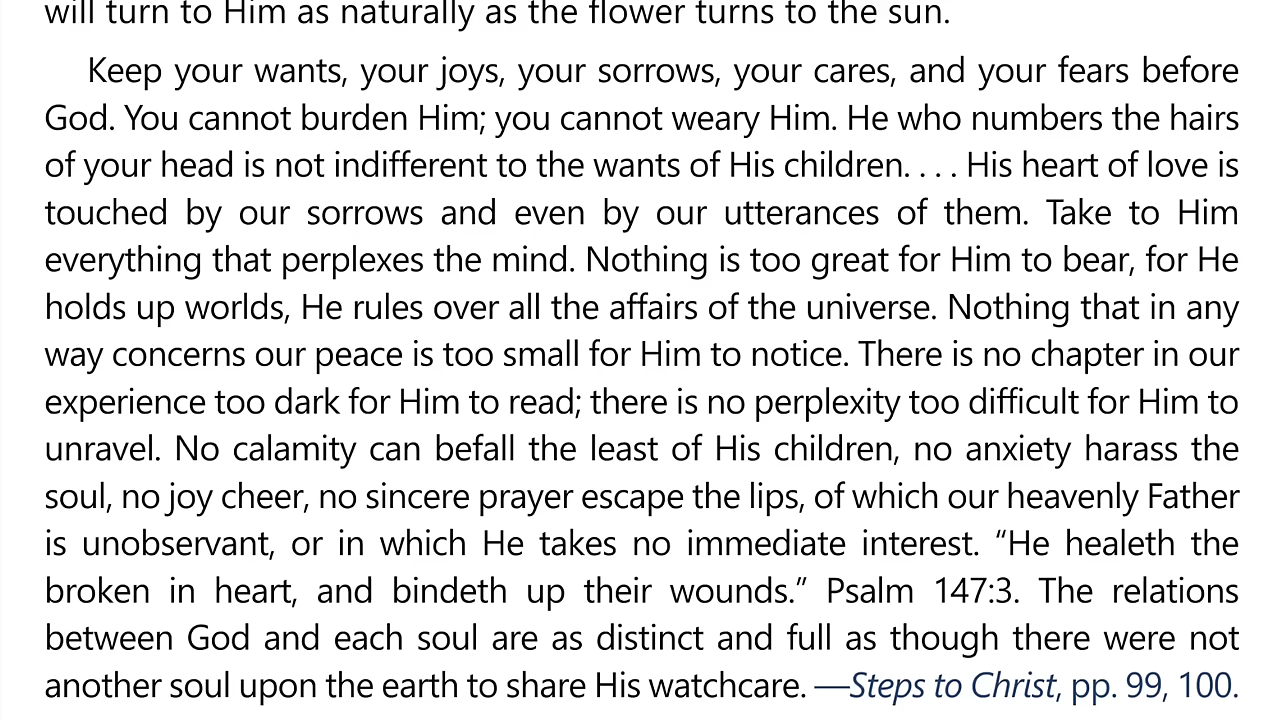 will turn to Him as naturally as the flower turns to the sun.
Keep your wants, your joys, your sorrows, your cares, and your fears before
God. You cannot burden Him; you cannot weary Him. He who numbers the hairs
of your head is not indifferent to the wants of His children. . . . His heart of love is
touched by our sorrows and even by our utterances of them. Take to Him
everything that perplexes the mind. Nothing is too great for Him to bear, for He
holds up worlds, He rules over all the affairs of the universe. Nothing that in any
way concerns our peace is too small for Him to notice. There is no chapter in our
experience too dark for Him to read; there is no perplexity too difficult for Him to
unravel. No calamity can befall the least of His children, no anxiety harass the
soul, no joy cheer, no sincere prayer escape the lips, of which our heavenly Father
is unobservant, or in which He takes no immediate interest. “He healeth the
broken in heart, and bindeth up their wounds.” Psalm 147:3. The relations
between God and each soul are as distinct and full as though there were not
another soul upon the earth to share His watchcare. —Steps to Christ, pp. 99, 100.